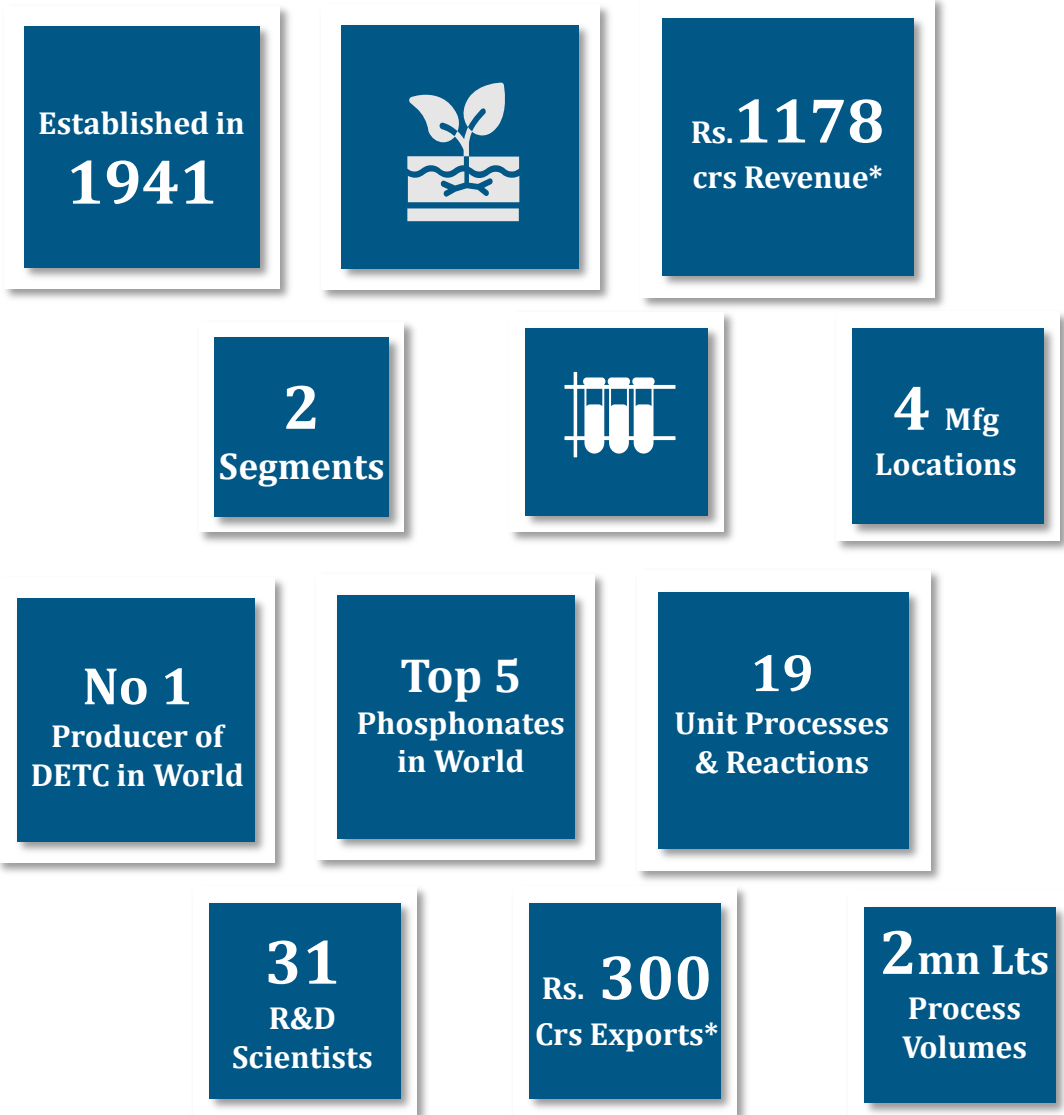 Established in
1941
Rs.1178
crs Revenue*
2
Segments
4 Mfg
Locations
No 1
Producer of
DETC in World
Top 5
Phosphonates
in World
19
Unit Processes
& Reactions
31
R&D
Scientists
Rs. 300
Crs Exports*
2mn Lts
Process
Volumes